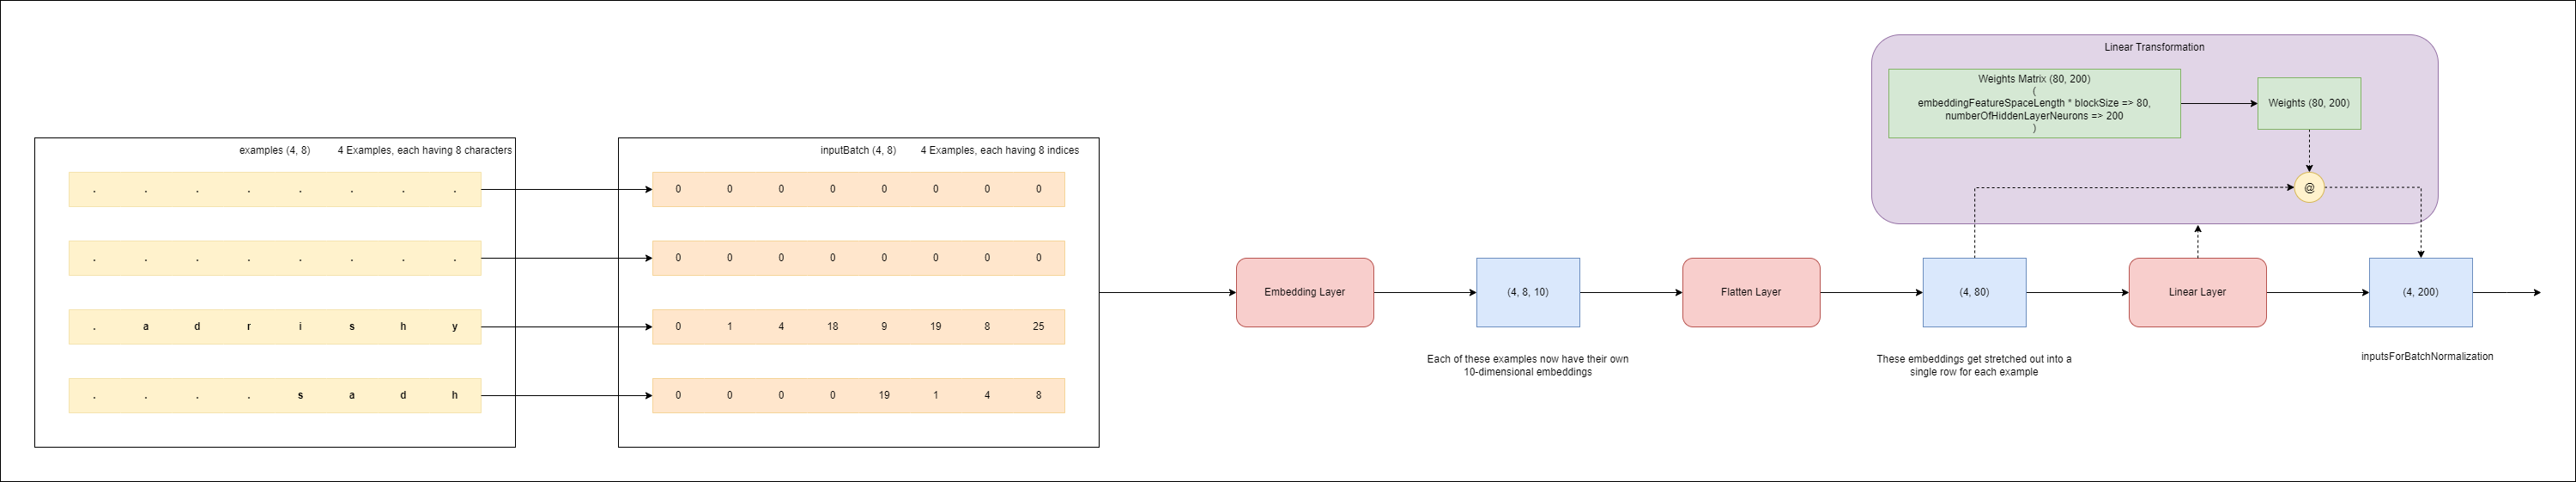 Linear Transformation
Weights Matrix (80, 200)
(
embeddingFeatureSpaceLength * blockSize => 80,
numberOfHiddenLayerNeurons => 200
)
Weights (80, 200)
@
examples (4, 8) 4 Examples, each having 8 characters
. . . . . . . .
. . . . . . . .
. a d r i s h y
. . . . s a d h
inputBatch (4, 8) 4 Examples, each having 8 indices
0 0 0 0 0 0 0 0
0 0 0 0 0 0 0 0
0 1 4 18 9 19 8 25
0 0 0 0 19 1 4 8
Embedding Layer
(4, 8, 10)
Each of these examples now have their own
10-dimensional embeddings
Flatten Layer
(4, 80)
These embeddings get stretched out into a
single row for each example
Linear Layer
(4, 200)
inputsForBatchNormalization